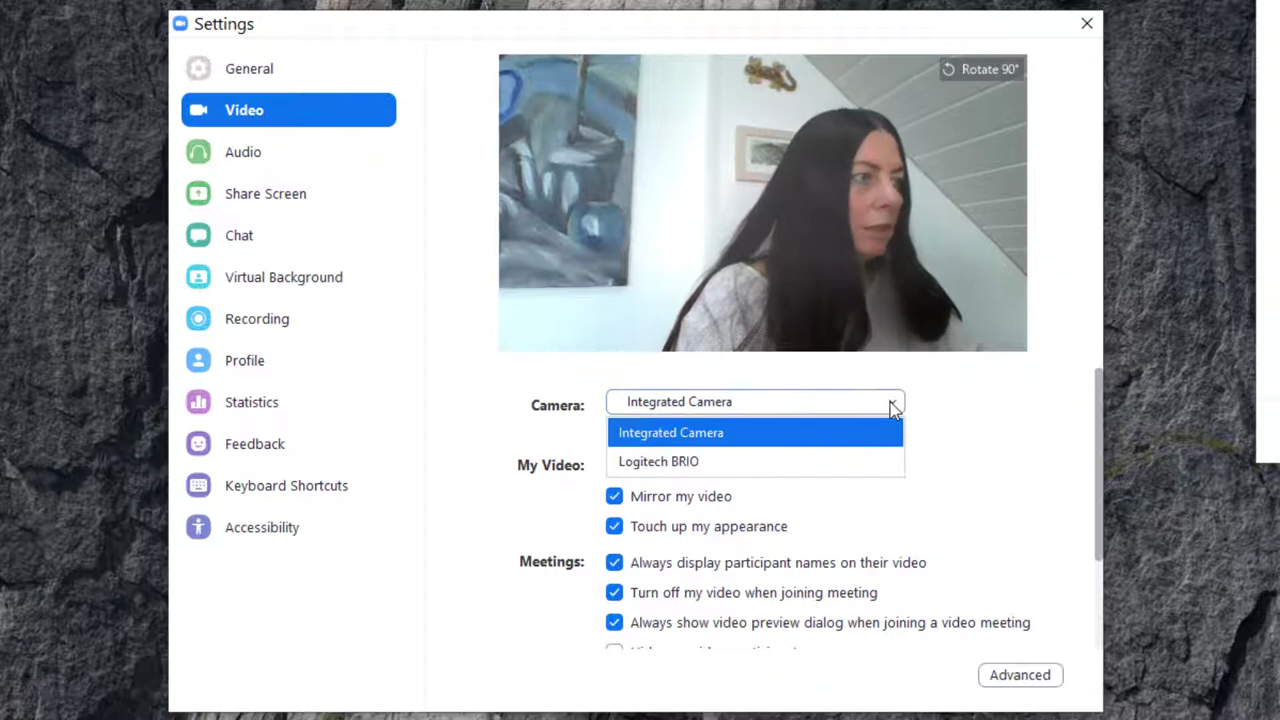 Settings
General
Video
Audio
Share Screen
Chat
Virtual Background
Recording
Profile
Statistics
Feedback
Keyboard Shortcuts
Accessibility
Rotate 90°
Camera:
Integrated Camera
Integrated Camera
Logitech BRIO
My Video:
Mirror my video
Touch up my appearance
Meetings:
Always display participant names on their video
Turn off my video when joining meeting
Always show video preview dialog when joining a video meeting
Advanced